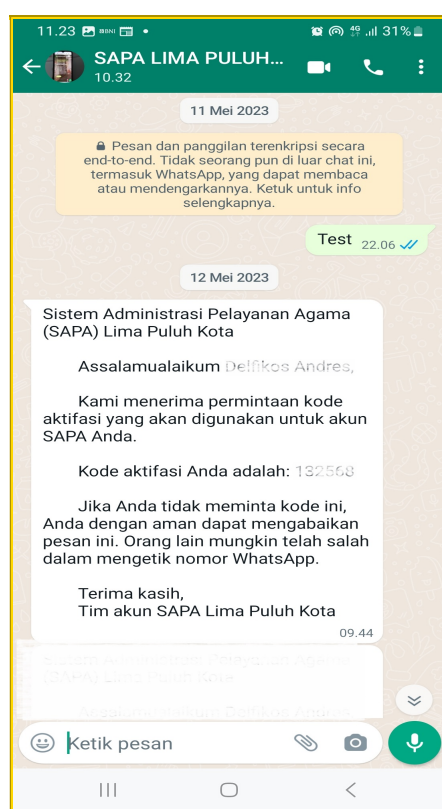 11.23
31%
SAPA LIMA PULUH...
10.32
11 Mei 2023
Pesan dan panggilan terenkripsi secara
end-to-end. Tidak seorang pun di luar chat ini,
termasuk WhatsApp, yang dapat membaca
atau mendengarkannya. Ketuk untuk info
selengkapnya.
Test 22.06
12 Mei 2023
Sistem Administrasi Pelayanan Agama
(SAPA) Lima Puluh Kota
Assalamualaikum
Kami menerima permintaan kode
aktifasi yang akan digunakan untuk akun
SAPA Anda.
Kode aktifasi Anda adalah:
Jika Anda tidak meminta kode ini,
Anda dengan aman dapat mengabaikan
pesan ini. Orang lain mungkin telah salah
dalam mengetik nomor WhatsApp.
Terima kasih,
Tim akun SAPA Lima Puluh Kota
09.44
Ketik pesan